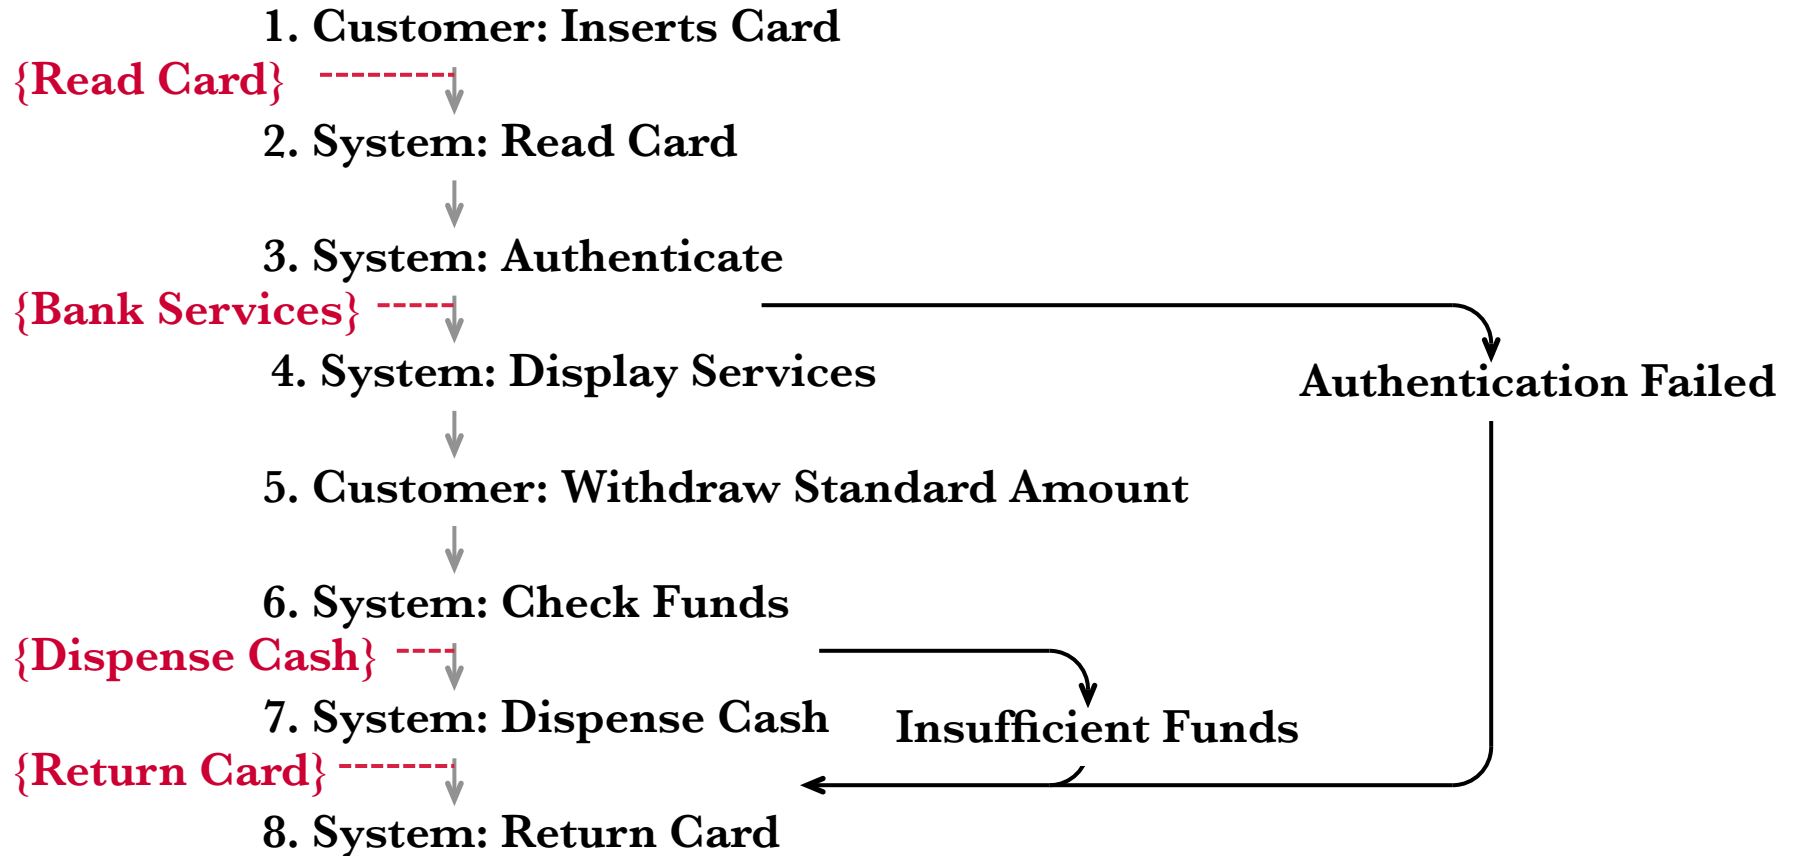 1. Customer: Inserts Card
{Read Card}
2. System: Read Card
3. System: Authenticate
{Bank Services}
4. System: Display Services
Authentication Failed
5. Customer: Withdraw Standard Amount
6. System: Check Funds
{Dispense Cash}
7. System: Dispense Cash
Insufficient Funds
{Return Card}
8. System: Return Card